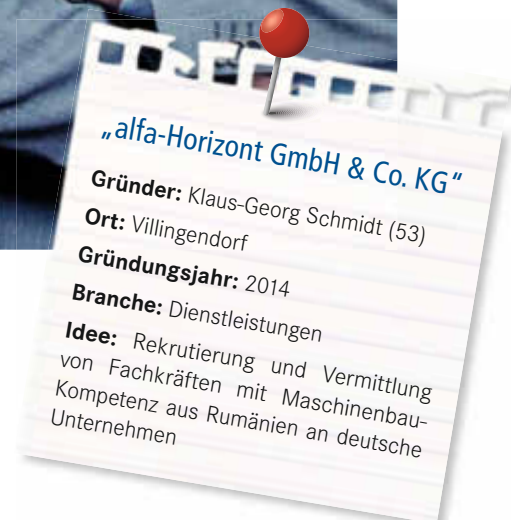 „alfa-Horizont GmbH & Co. KG“
Gründer: Klaus-Georg Schmidt (53)
Ort: Villingendorf
Gründungsjahr: 2014
Branche: Dienstleistungen
Idee: Rekrutierung und Vermittlung
von Fachkräften mit Maschinenbau-
Kompetenz aus Rumänien an deutsche
Unternehmen